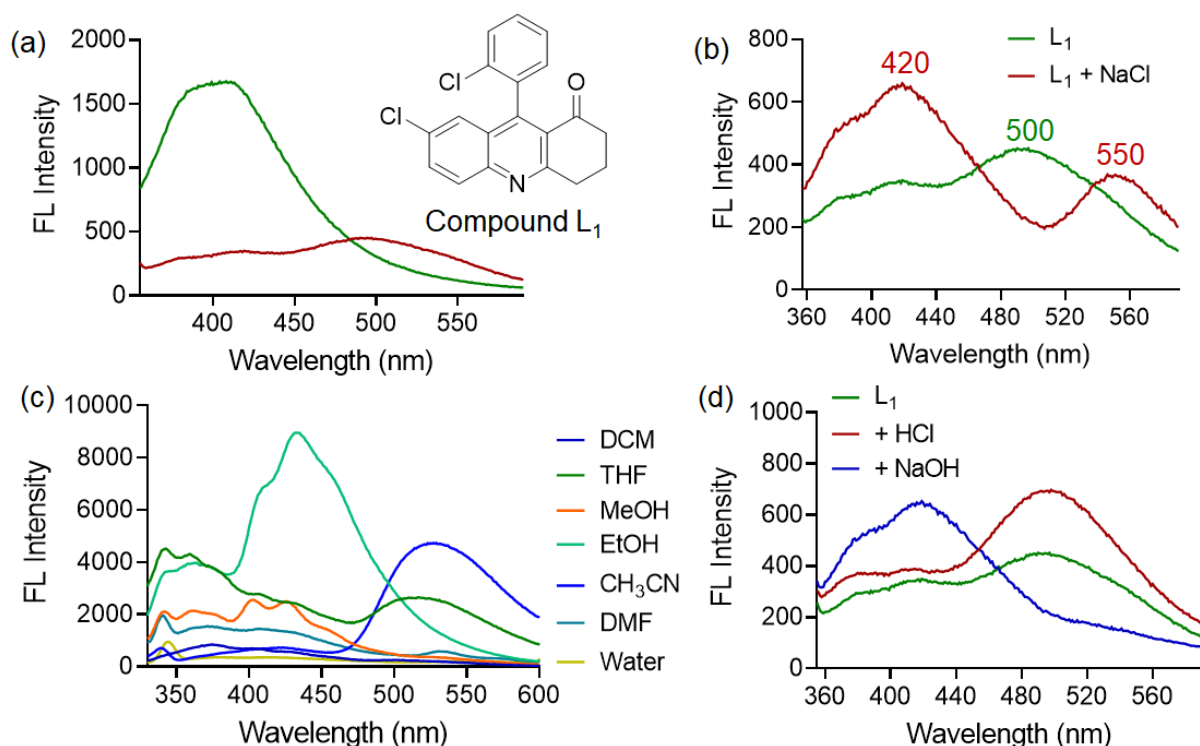 (a)
2000
1500
1000
500
0
FL Intensity
400
450
500
550
Wavelength (nm)
Cl
O
Cl
N
Compound L₁
(b)
800
600
400
200
0
FL Intensity
L₁
L₁ + NaCl
420
500
550
360
400
440
480
520
560
Wavelength (nm)
(c)
10000
8000
6000
4000
2000
0
FL Intensity
350
400
450
500
550
600
Wavelength (nm)
DCM
THF
MeOH
EtOH
CH₃CN
DMF
Water
(d)
L₁
+ HCl
+ NaOH
1000
800
600
400
200
0
FL Intensity
360
400
440
480
520
560
Wavelength (nm)